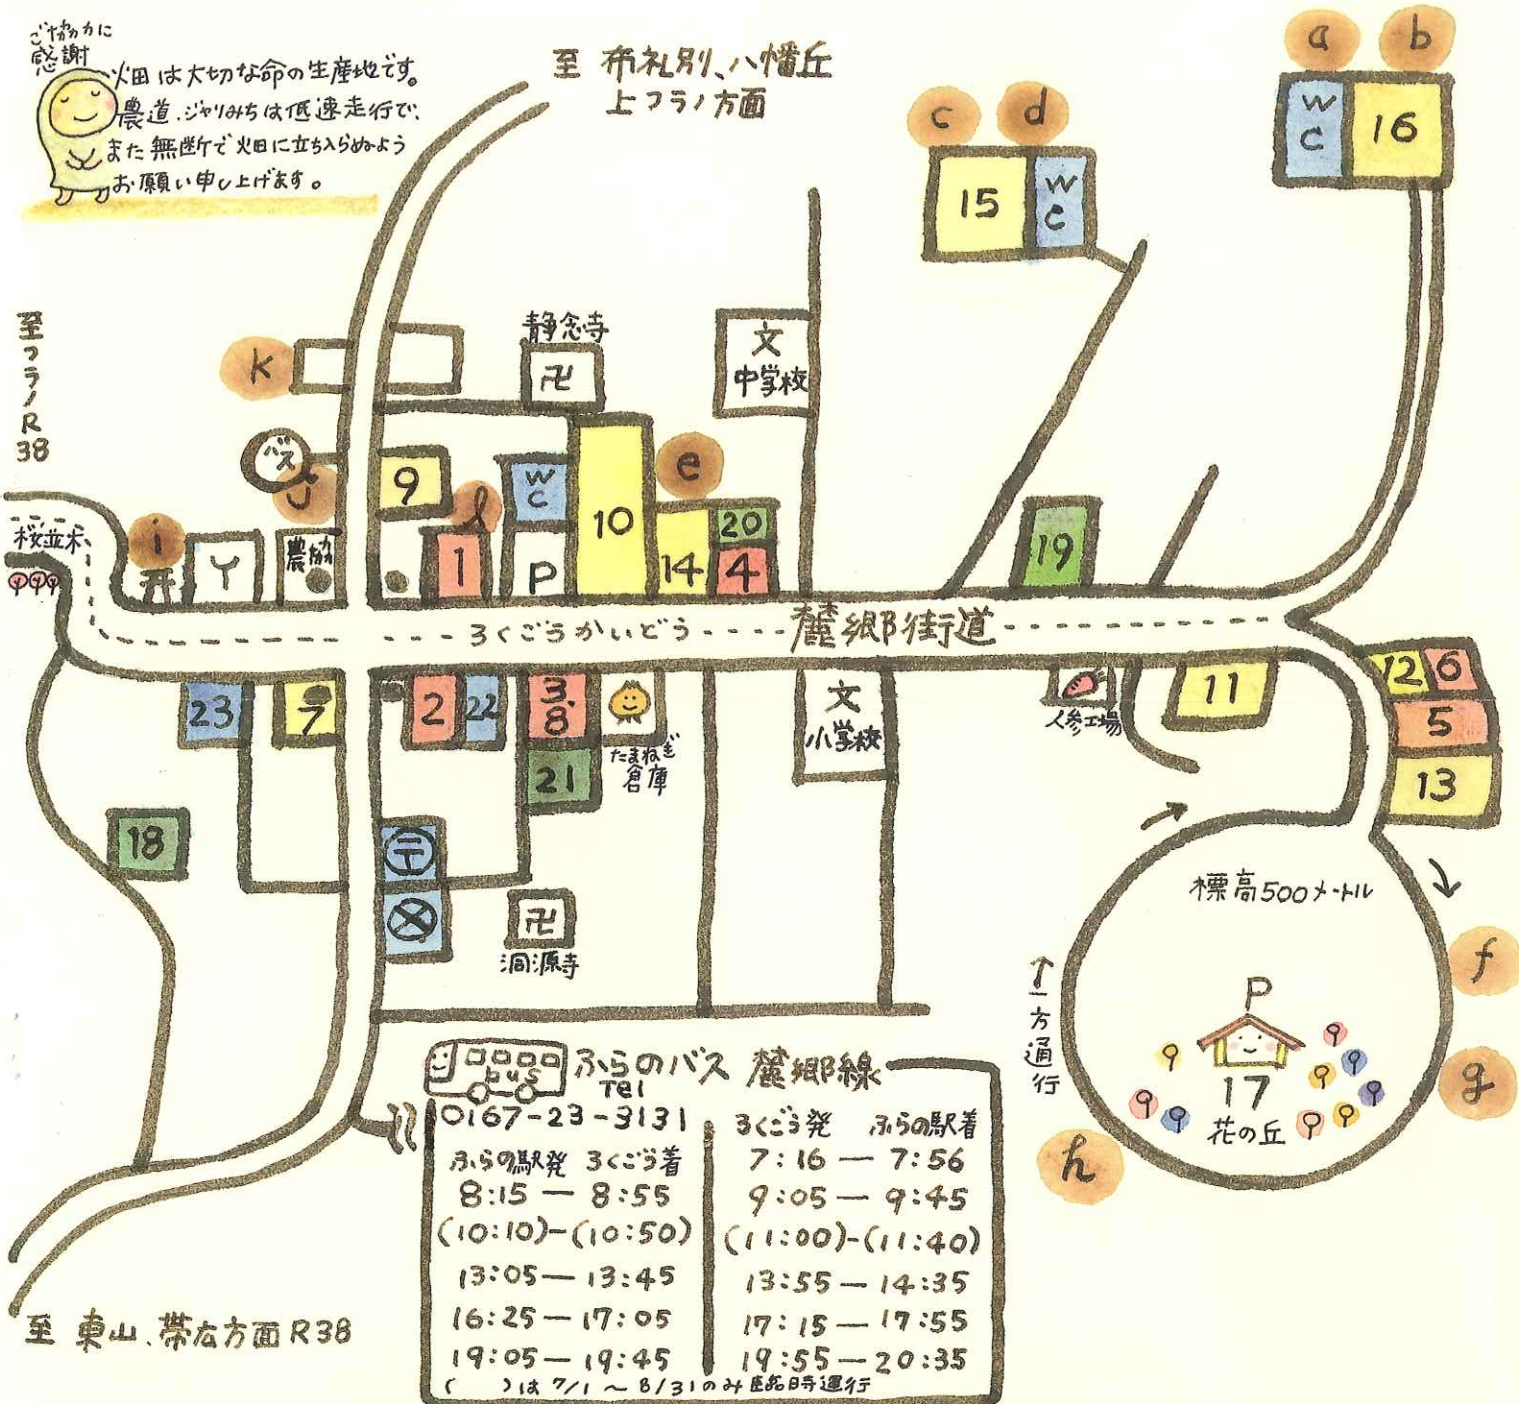 ご協力に
感謝
畑は大切な命の生産地です。
農道、ジャリみちは低速走行で、
また無断で畑に立ち入らぬよう
お願い申し上げます。
至 布礼別、八幡丘
上フラノ方面
a
b
WC
16
c
d
15
WC
至フラノR38
k
静念寺
卍
文
中学校
バス
j
9
l
WC
10
e
20
桜並木
i
Y
農協
1
P
14
4
19
ろくごうかいどう
麓郷街道
23
7
2
22
3.8
たまねぎ
倉庫
文
小学校
人参工場
11
12
6
5
13
21
18
〒
卍
洞源寺
標高500メートル
f
P
17
花の丘
↑一方通行
g
h
bus
ふらのバス 麓郷線
Tel
0167-23-3131
ふらの駅発 ろくごう着
8:15 — 8:55
(10:10)-(10:50)
13:05 — 13:45
16:25 — 17:05
19:05 — 19:45
ろくごう発 ふらの駅着
7:16 — 7:56
9:05 — 9:45
(11:00)-(11:40)
13:55 — 14:35
17:15 — 17:55
19:55 — 20:35
( )は 7/1 ~ 8/31のみ臨時運行
至 東山、帯広方面 R38